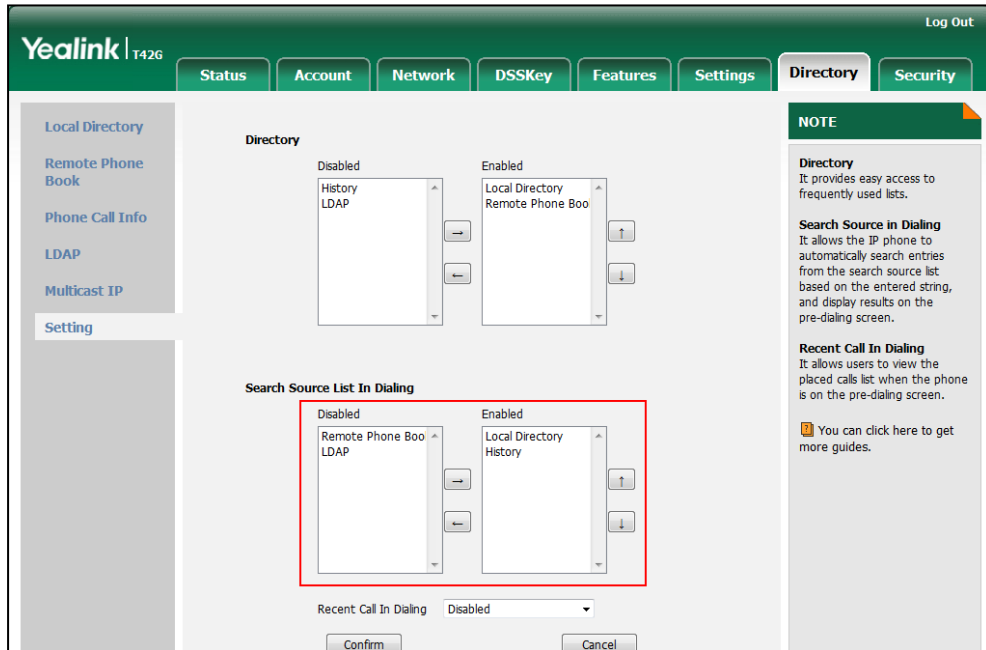 Log Out
Yealink | T42G
Status Account Network DSSKey Features Settings Directory Security
Local Directory
Remote Phone
Book
Phone Call Info
LDAP
Multicast IP
Setting
Directory
Disabled Enabled
History
LDAP
→
←
Local Directory
Remote Phone Boo
↑
↓
Search Source List In Dialing
Disabled Enabled
Remote Phone Boo
LDAP
→
←
Local Directory
History
↑
↓
Recent Call In Dialing Disabled
Confirm Cancel
NOTE
Directory
It provides easy access to
frequently used lists.
Search Source in Dialing
It allows the IP phone to
automatically search entries
from the search source list
based on the entered string,
and display results on the
pre-dialing screen.
Recent Call In Dialing
It allows users to view the
placed calls list when the phone
is on the pre-dialing screen.
? You can click here to get
more guides.